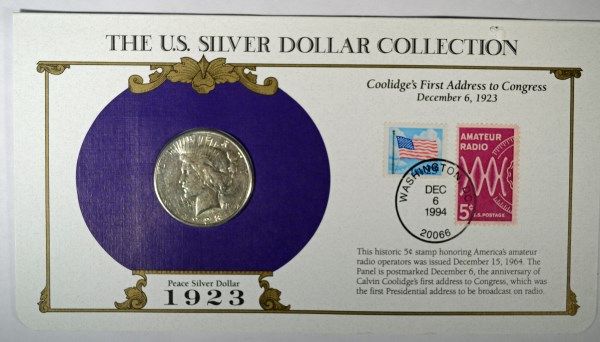 THE U.S. SILVER DOLLAR COLLECTION
Coolidge's First Address to Congress
December 6, 1923
AMATEUR
RADIO
5¢
U.S. POSTAGE
WASHINGTON
DEC
6
1994
20066
This historic 5¢ stamp honoring America's amateur
radio operators was issued December 15, 1964. The
Panel is postmarked December 6, the anniversary of
Calvin Coolidge's first address to Congress, which was
the first Presidential address to be broadcast on radio.
Peace Silver Dollar
1923